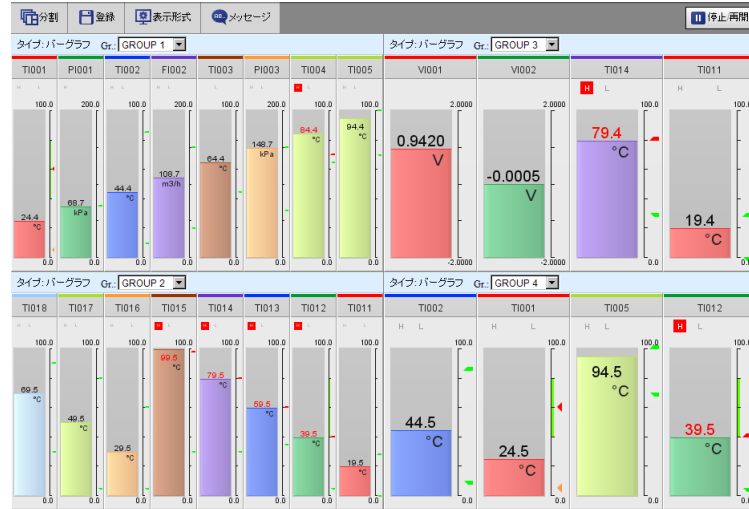 分割 登録 表示形式 メッセージ 停止/再開
タイプ:バーグラフ Gr.: GROUP 1 タイプ:バーグラフ Gr.: GROUP 3
TI001 PI001 TI002 FI002 TI003 PI003 TI004 TI005 VI001 VI002 TI014 TI011
H L H L H L H L
100.0 200.0 100.0 200.0 100.0 200.0 100.0 100.0 2.0000 2.0000 100.0 100.0
24.4 °C 68.7 kPa 44.4 °C 108.7 m3/h 64.4 °C 148.7 kPa 84.4 °C 94.4 °C 0.9420 V -0.0005 V 79.4 °C 19.4 °C
0.0 0.0 0.0 0.0 0.0 0.0 0.0 0.0 -2.0000 -2.0000 0.0 0.0
タイプ:バーグラフ Gr.: GROUP 2 タイプ:バーグラフ Gr.: GROUP 4
TI018 TI017 TI016 TI015 TI014 TI013 TI012 TI011 TI002 TI001 TI005 TI012
H L H L H L H L H L H L H L H L
100.0 100.0 100.0 100.0 100.0 100.0 100.0 100.0 100.0 100.0 100.0 100.0
69.5 °C 49.5 °C 29.5 °C 99.5 °C 79.5 °C 59.5 °C 39.5 °C 19.5 °C 44.5 °C 24.5 °C 94.5 °C 39.5 °C
0.0 0.0 0.0 0.0 0.0 0.0 0.0 0.0 0.0 0.0 0.0 0.0